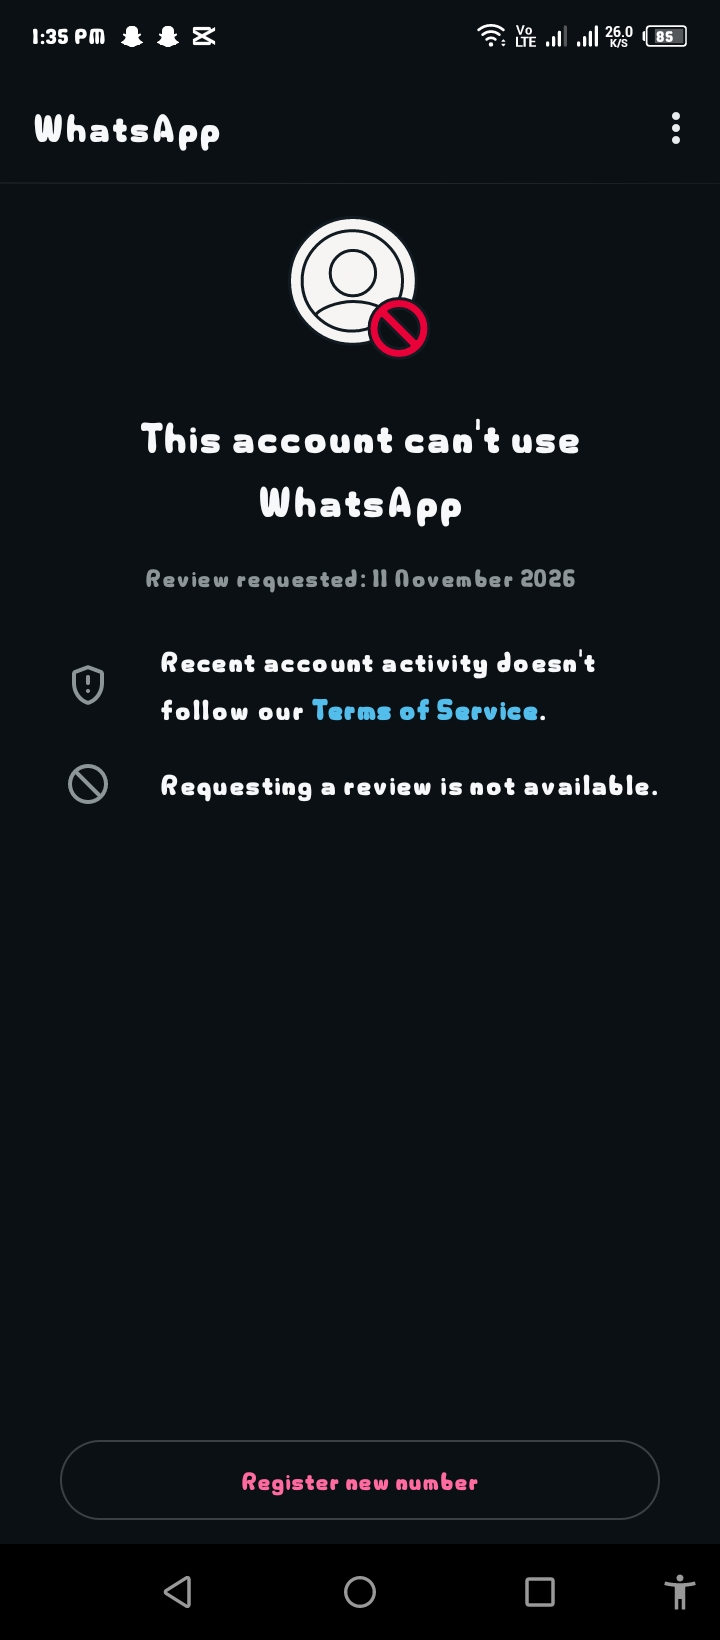 1:35 PM
Vo LTE 26.0 K/S 85
WhatsApp
This account can't use
WhatsApp
Review requested: 11 November 2026
Recent account activity doesn't
follow our Terms of Service.
Requesting a review is not available.
Register new number